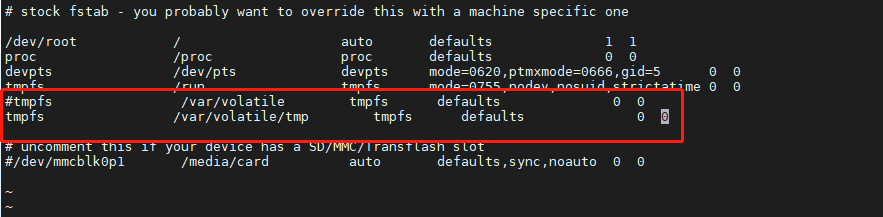 # stock fstab - you probably want to override this with a machine specific one
/dev/root / auto defaults 1 1
proc /proc proc defaults 0 0
devpts /dev/pts devpts mode=0620,ptmxmode=0666,gid=5 0 0
tmpfs /run tmpfs mode=0755,nodev,nosuid,strictatime 0 0
#tmpfs /var/volatile tmpfs defaults 0 0
tmpfs /var/volatile/tmp tmpfs defaults 0 0
# uncomment this if your device has a SD/MMC/Transflash slot
#/dev/mmcblk0p1 /media/card auto defaults,sync,noauto 0 0
~
~